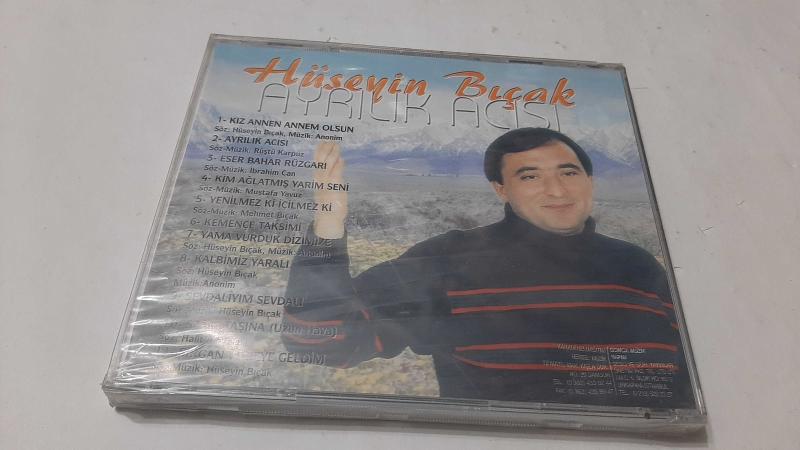 Hüseyin Bıçak
AYRILIK ACISI
1- KIZ ANNEN ANNEM OLSUN
Söz: Hüseyin Bıçak, Müzik: Anonim
2- AYRILIK ACISI
Söz-Müzik: Rüştü Karpuz
3- ESER BAHAR RÜZGARI
Söz-Müzik: İbrahim Can
4- KİM AĞLATMIŞ YARİM SENİ
Söz-Müzik: Mustafa Yavuz
5- YENİLMEZ Kİ İÇİLMEZ Kİ
Söz-Müzik: Mehmet Bıçak
6- KEMENÇE TAKSİMİ
7- YAMA VURDUK DİZİMİZE
Söz: Hüseyin Bıçak, Müzik: Anonim
8- KALBİMİZ YARALI
Söz: Hüseyin Bıçak
Müzik: Anonim
SEVDALIYIM SEVDALI
Hüseyin Bıçak
(Uzun Hava)
GELDİM
Müzik: Hüseyin Bıçak